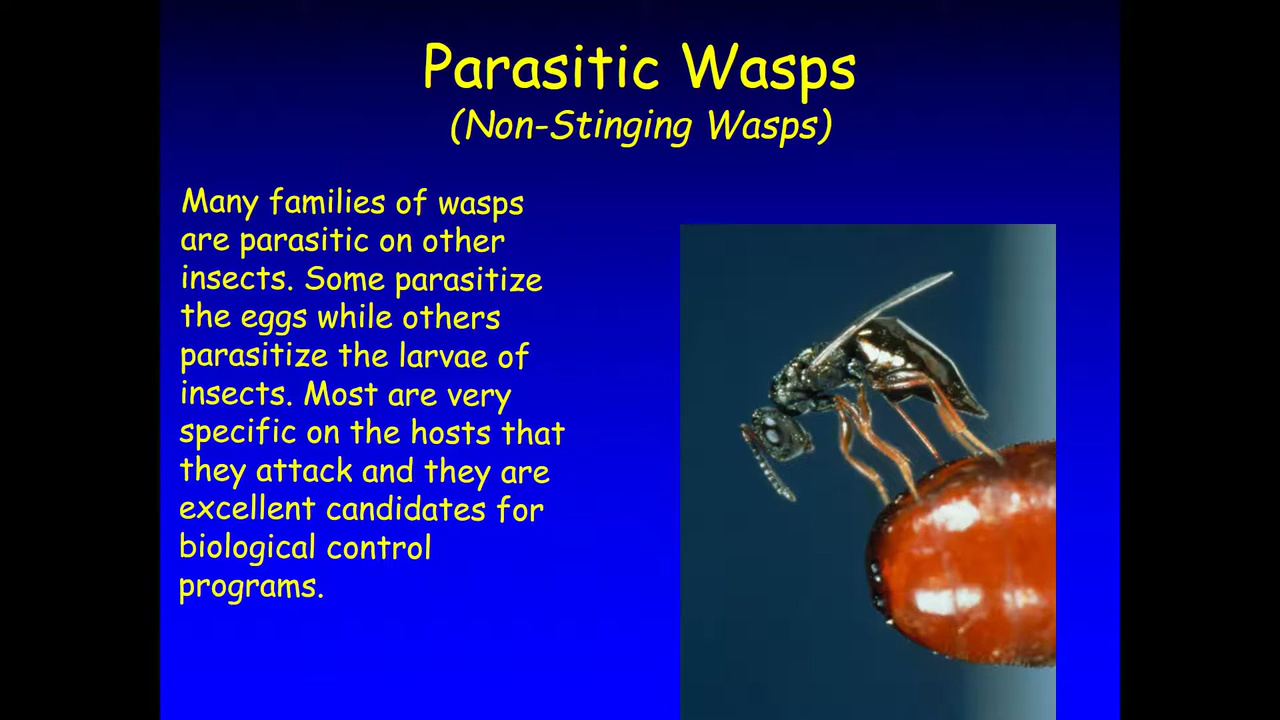 Parasitic Wasps
(Non-Stinging Wasps)
Many families of wasps
are parasitic on other
insects. Some parasitize
the eggs while others
parasitize the larvae of
insects. Most are very
specific on the hosts that
they attack and they are
excellent candidates for
biological control
programs.